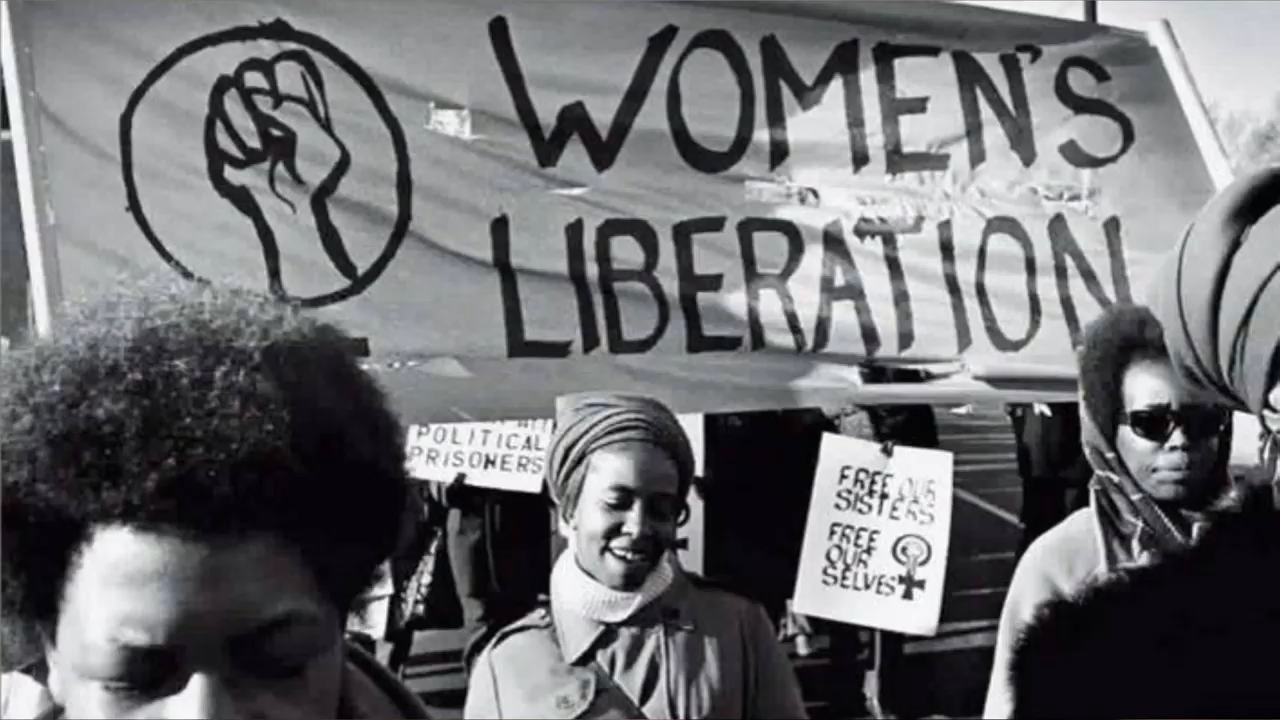 WOMEN'S
LIBERATION
POLITICAL
PRISONERS
FREE OUR
SISTERS
FREE
OUR
SELVES